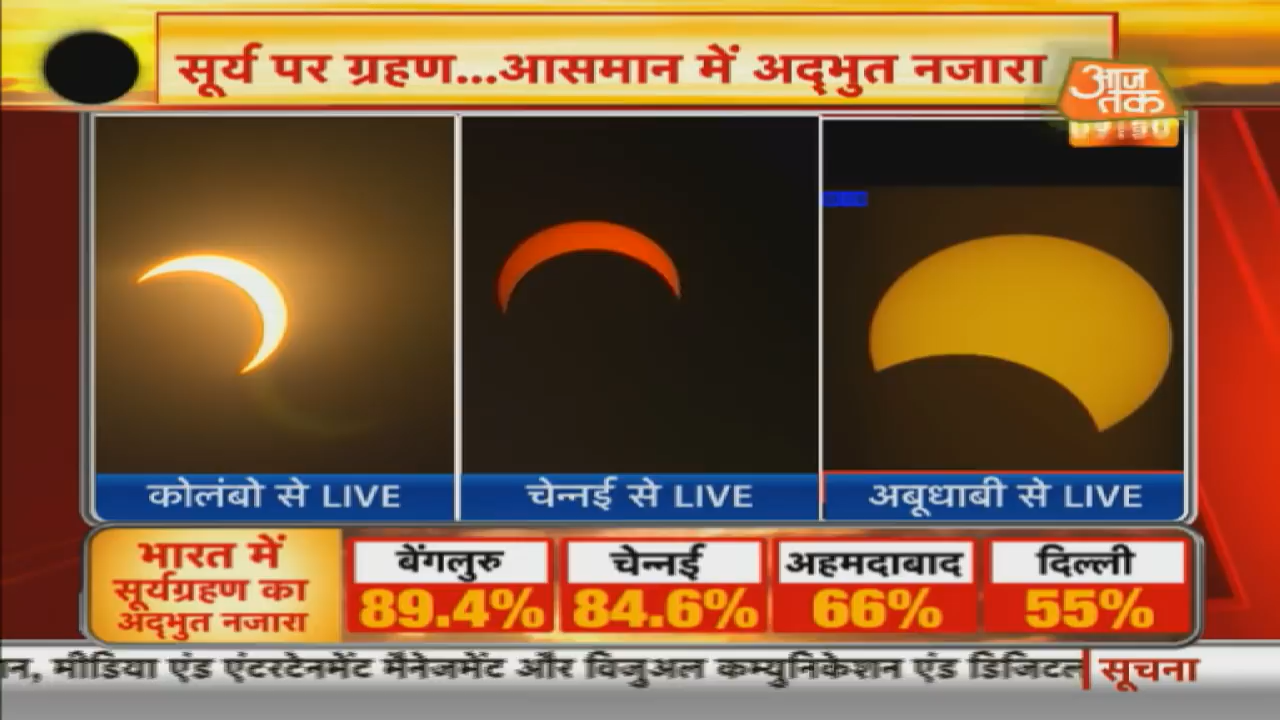 सूर्य पर ग्रहण...आसमान में अद्भुत नजारा
आज
तक
कोलंबो से LIVE
चेन्नई से LIVE
अबूधाबी से LIVE
भारत में
सूर्यग्रहण का
अद्भुत नजारा
बेंगलुरु
89.4%
चेन्नई
84.6%
अहमदाबाद
66%
दिल्ली
55%
मीडिया एंड एंटरटेनमेंट मैनेजमेंट और विजुअल कम्युनिकेशन एंड डिजिटल
सूचना